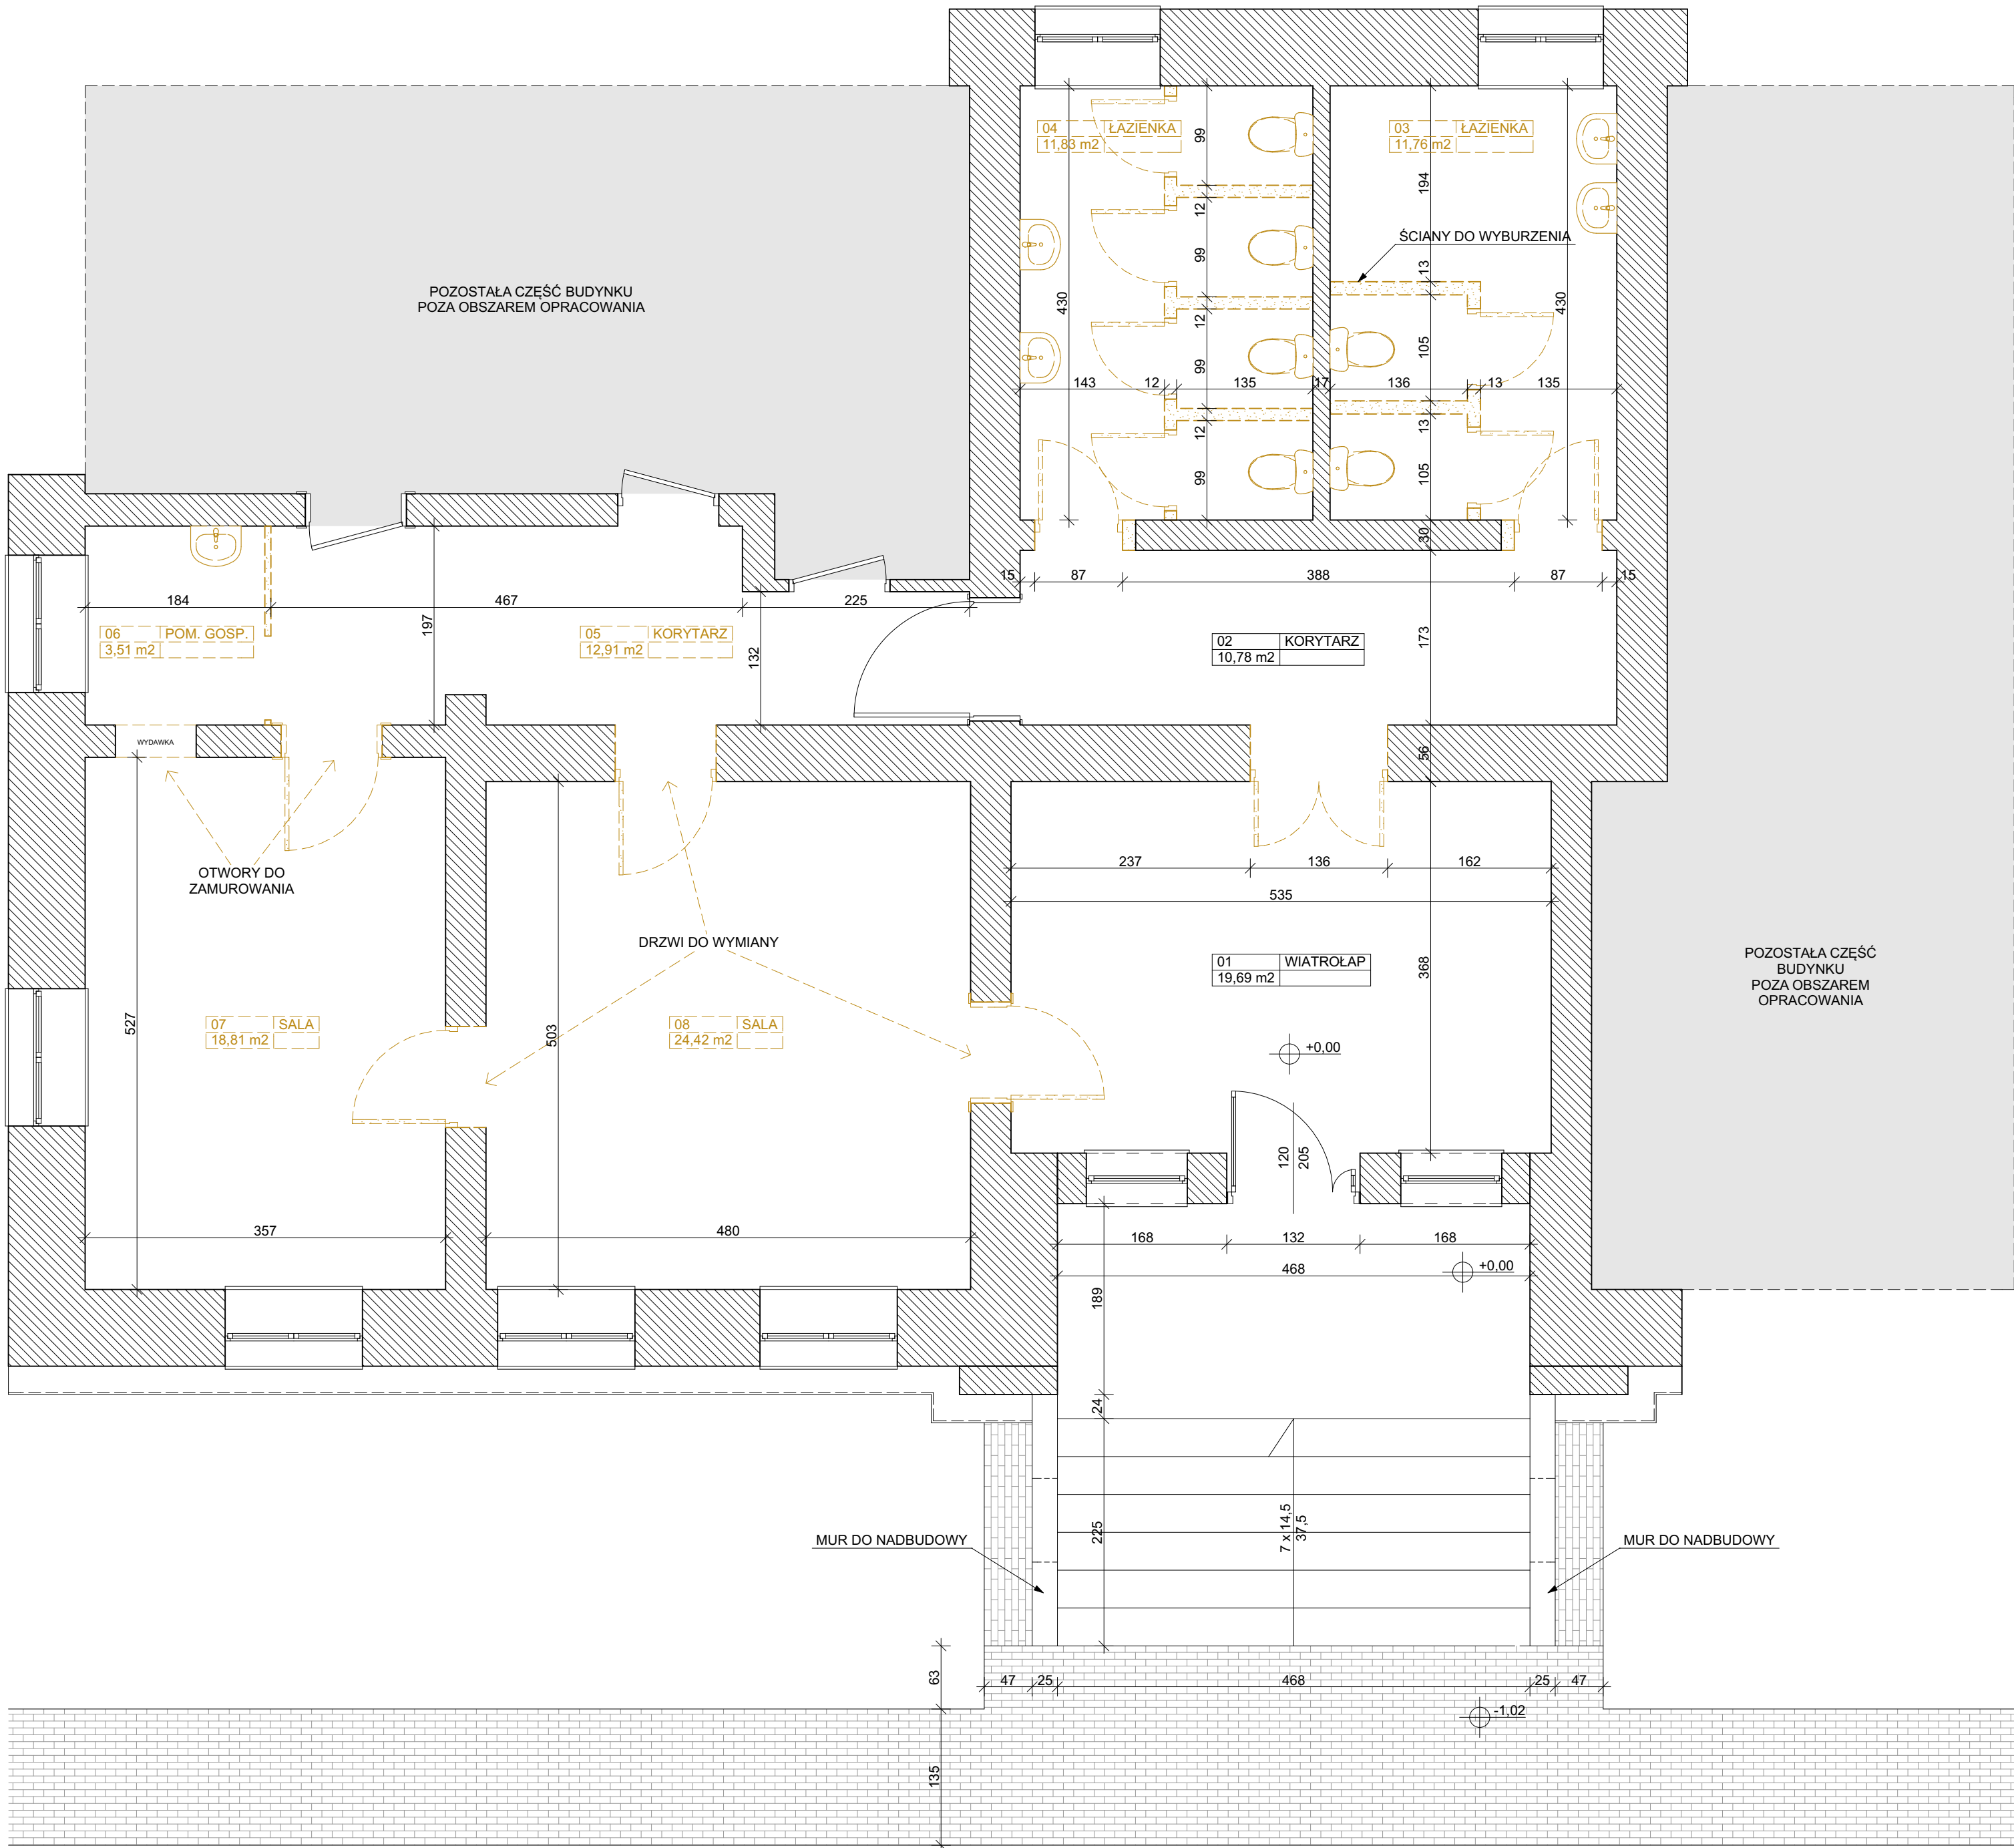 04 ŁAZIENKA
11,83 m2
03 ŁAZIENKA
11,76 m2
99
12
99
12
99
12
99
430
194
13
105
13
105
430
ŚCIANY DO WYBURZENIA
143
12
135
17
136
13
135
POZOSTAŁA CZĘŚĆ BUDYNKU
POZA OBSZAREM OPRACOWANIA
30
15
87
388
87
15
184
467
225
197
132
173
06 POM. GOSP.
3,51 m2
05 KORYTARZ
12,91 m2
02 KORYTARZ
10,78 m2
WYDAWKA
56
OTWORY DO
ZAMUROWANIA
237
136
162
535
DRZWI DO WYMIANY
01 WIATROŁAP
19,69 m2
368
POZOSTAŁA CZĘŚĆ
BUDYNKU
POZA OBSZAREM
OPRACOWANIA
07 SALA
18,81 m2
08 SALA
24,42 m2
527
503
+0,00
120
205
357
480
168
132
168
468
+0,00
189
24
225
7 x 14,5
37,5
MUR DO NADBUDOWY
MUR DO NADBUDOWY
63
47
25
468
25
47
-1,02
135